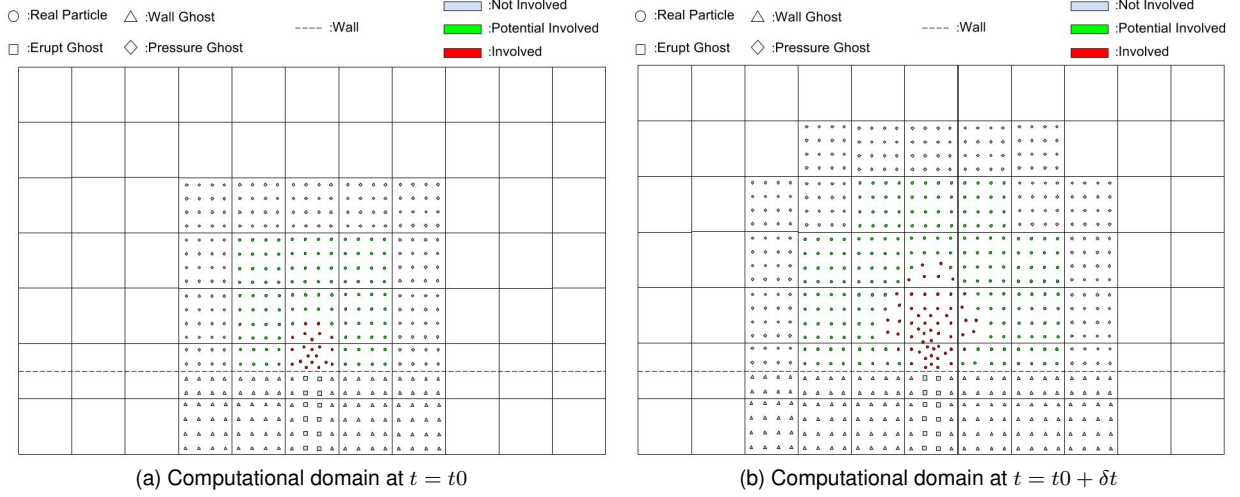 :Real Particle :Wall Ghost :Wall :Not Involved
:Potential Involved
:Erupt Ghost :Pressure Ghost :Involved
(a) Computational domain at t = t0
:Real Particle :Wall Ghost :Wall :Not Involved
:Potential Involved
:Erupt Ghost :Pressure Ghost :Involved
(b) Computational domain at t = t0 + δt